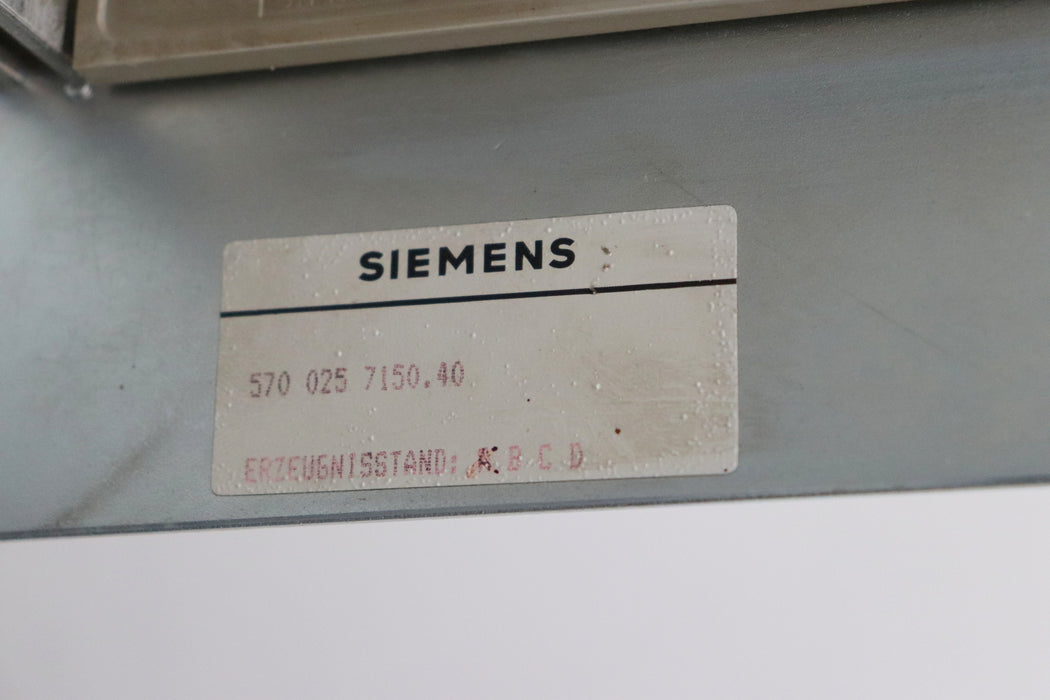 SIEMENS
570 025 7150.40
ERZEUGNISSTAND: A B C D